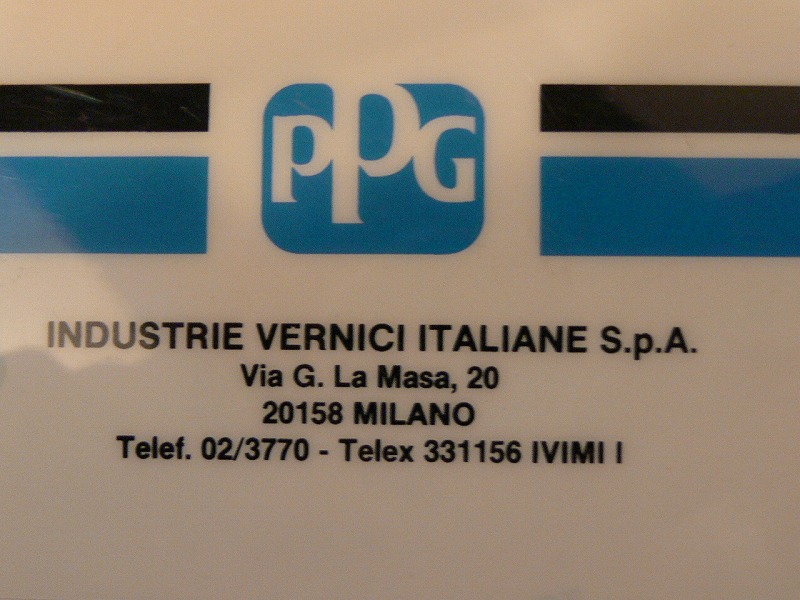 PPG
INDUSTRIE VERNICI ITALIANE S.p.A.
Via G. La Masa, 20
20158 MILANO
Telef. 02/3770 - Telex 331156 IVIMI I